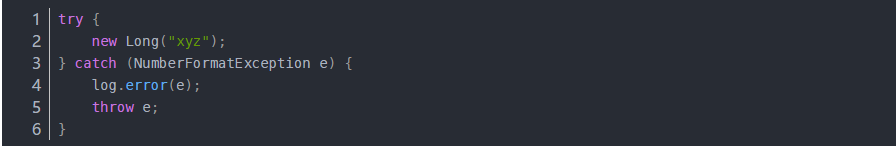 1 try {
2     new Long("xyz");
3 } catch (NumberFormatException e) {
4     log.error(e);
5     throw e;
6 }